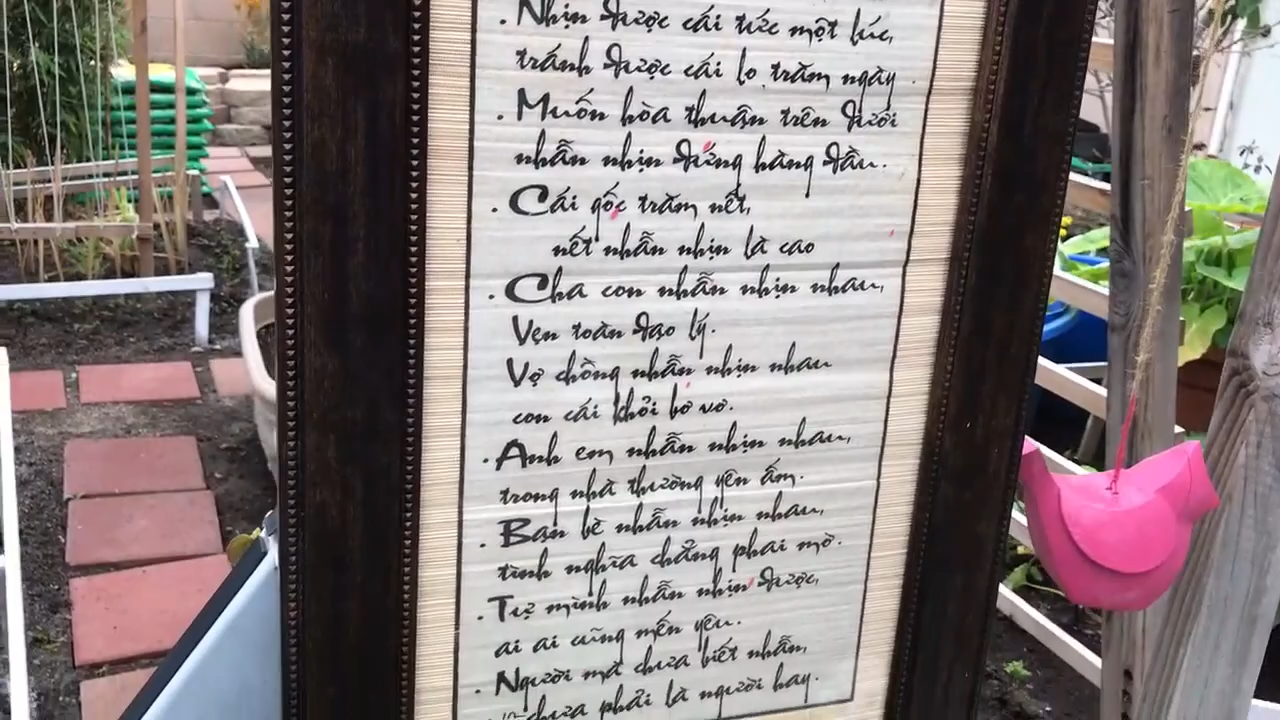 . Nhịn được cái tức một lúc,
tránh được cái lo trăm ngày .
. Muốn hòa thuận trên dưới
nhẫn nhịn đứng hàng đầu.
. Cái gốc trăm nết,
nết nhẫn nhịn là cao
. Cha con nhẫn nhịn nhau,
Vẹn toàn đạo lý.
Vợ chồng nhẫn nhịn nhau
con cái khỏi bơ vơ.
. Anh em nhẫn nhịn nhau,
trong nhà thường yên ấm.
. Bạn bè nhẫn nhịn nhau,
tình nghĩa chẳng phai mờ.
. Tự mình nhẫn nhịn được,
ai ai cũng mến yêu.
. Người mà chưa biết nhẫn,
chưa phải là người hay.